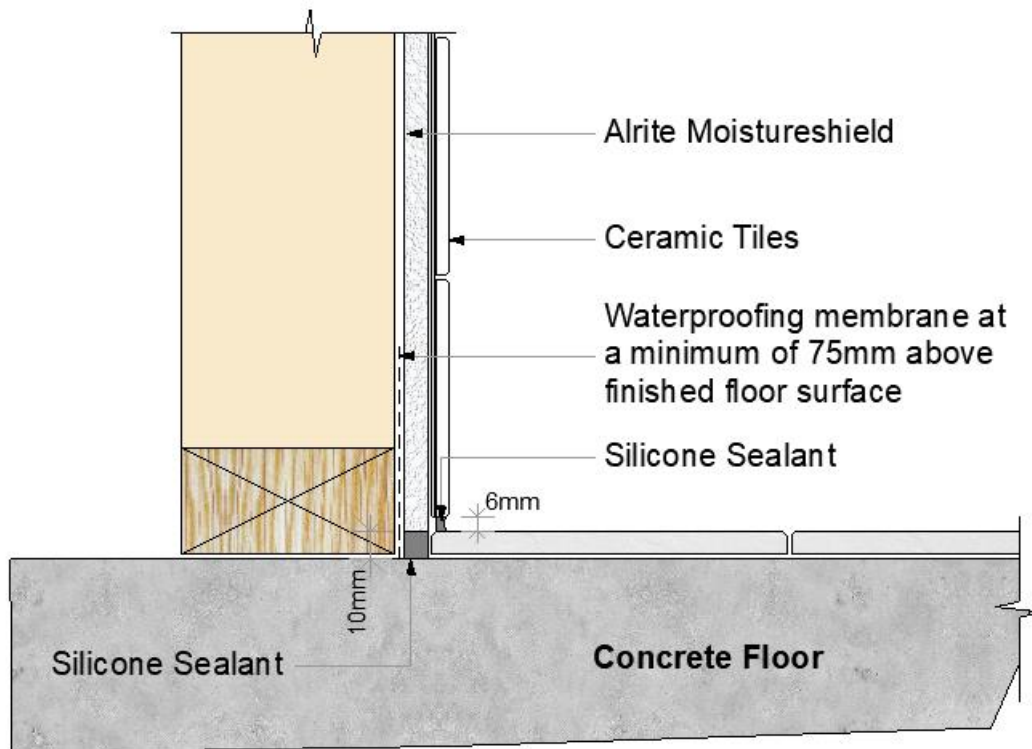 Alrite Moistureshield
Ceramic Tiles
Waterproofing membrane at
a minimum of 75mm above
finished floor surface
Silicone Sealant
6mm
10mm
Silicone Sealant
Concrete Floor